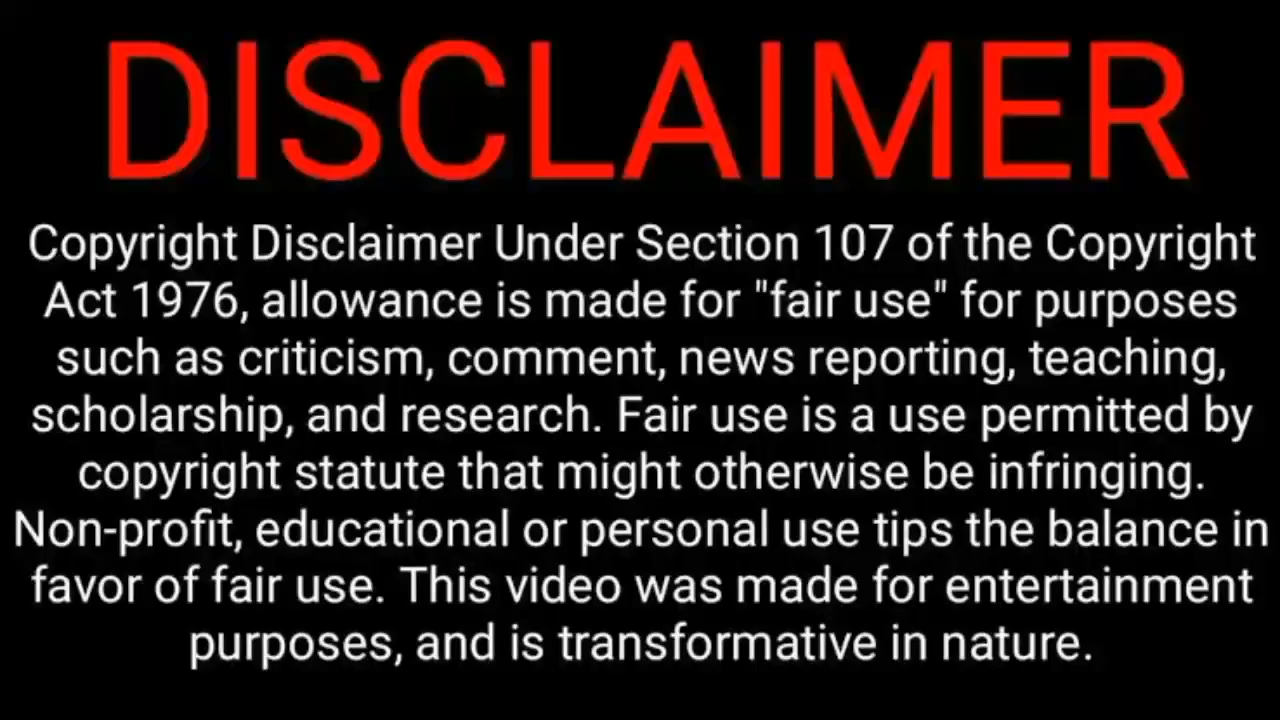 DISCLAIMER
Copyright Disclaimer Under Section 107 of the Copyright
Act 1976, allowance is made for "fair use" for purposes
such as criticism, comment, news reporting, teaching,
scholarship, and research. Fair use is a use permitted by
copyright statute that might otherwise be infringing.
Non-profit, educational or personal use tips the balance in
favor of fair use. This video was made for entertainment
purposes, and is transformative in nature.